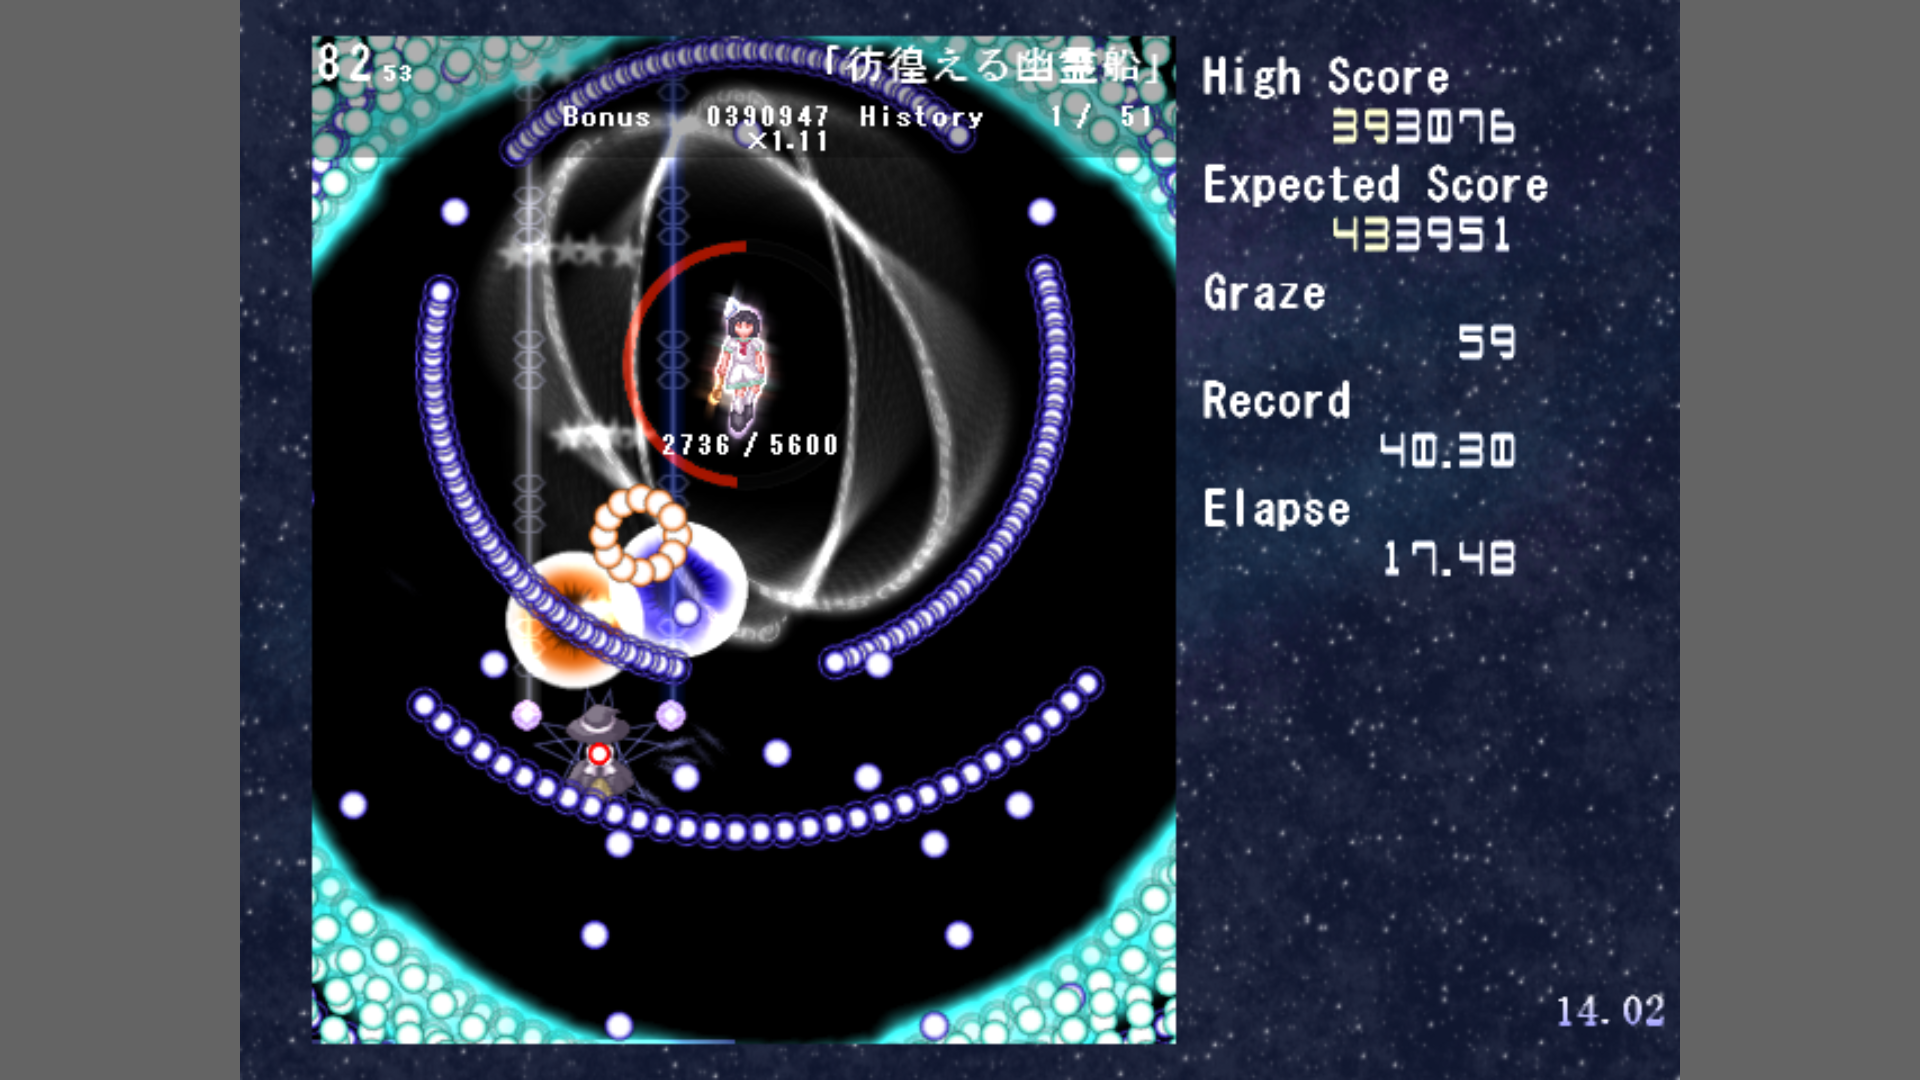 82 53
「彷徨える幽霊船」
Bonus 0390947 History 1 / 51
×1.11
2736 / 5600
High Score
393076
Expected Score
433951
Graze
59
Record
40.30
Elapse
17.48
14.02